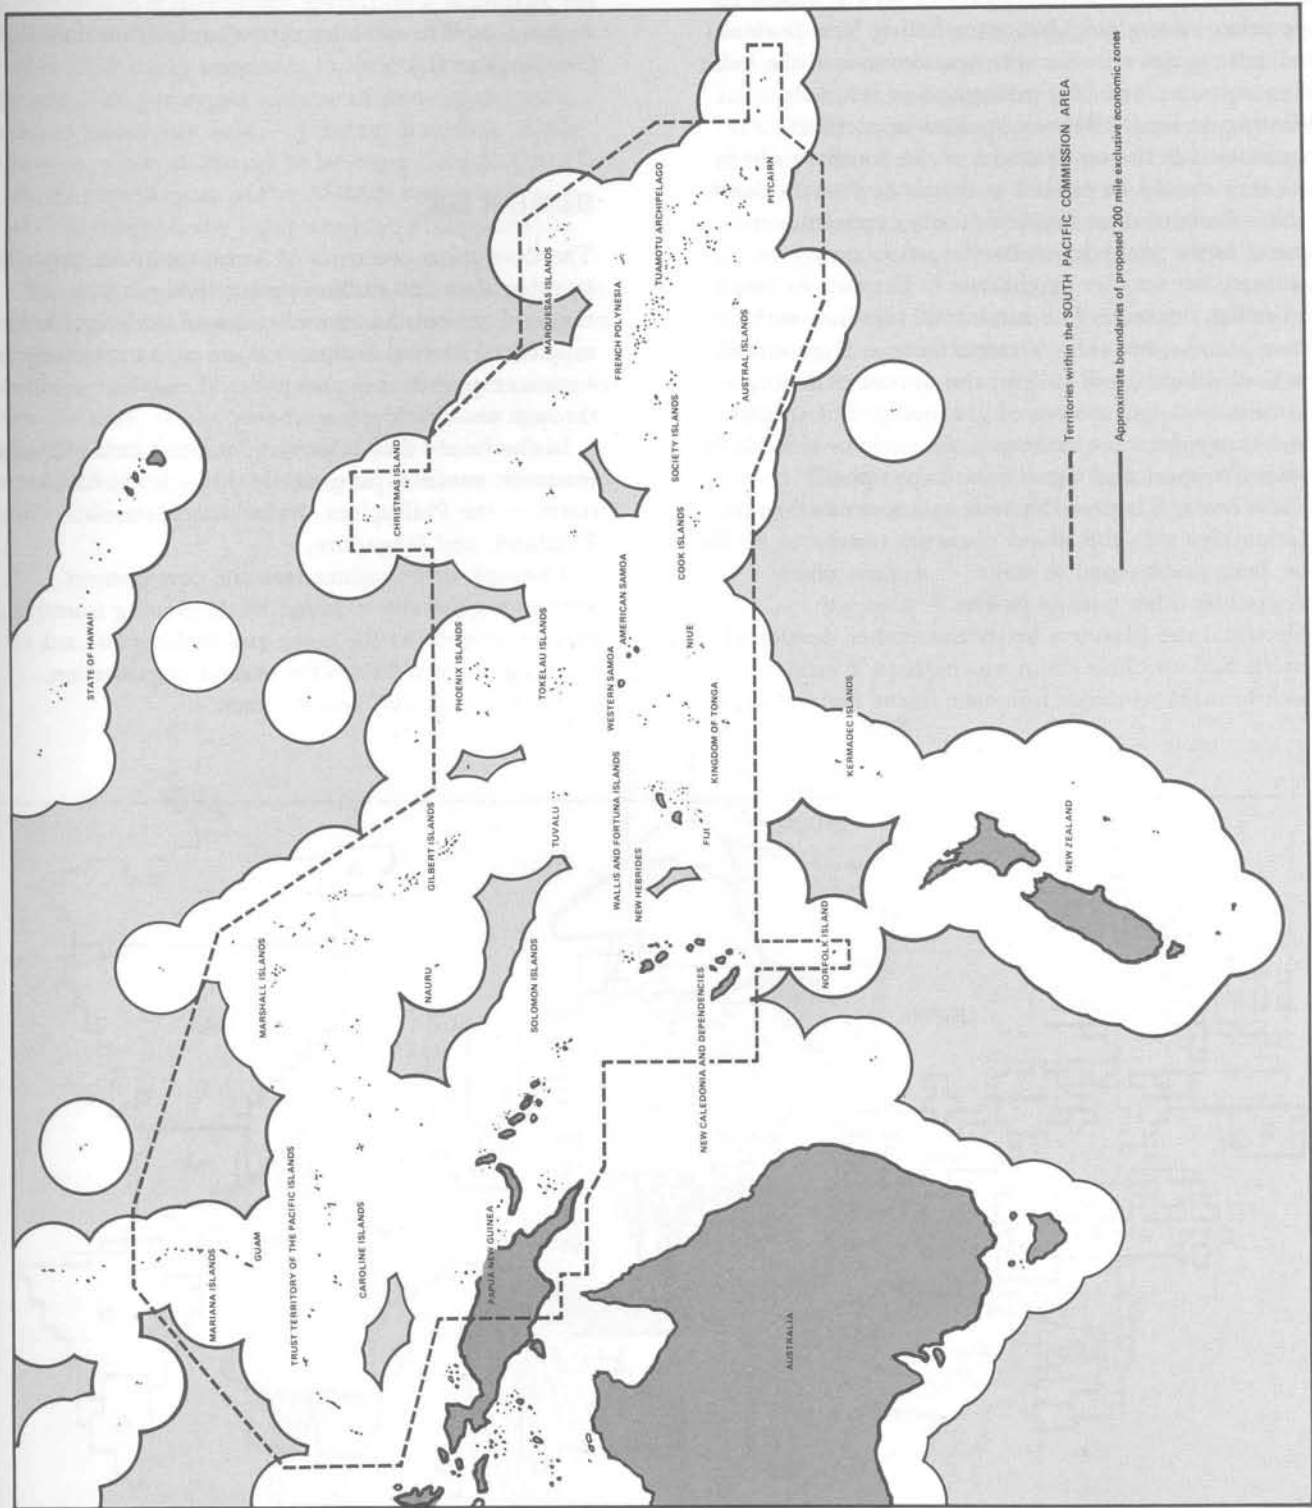 STATE OF HAWAII
MARIANA ISLANDS
GUAM
MARSHALL ISLANDS
TRUST TERRITORY OF THE PACIFIC ISLANDS
CAROLINE ISLANDS
CHRISTMAS ISLAND
GILBERT ISLANDS
NAURU
PHOENIX ISLANDS
PAPUA NEW GUINEA
SOLOMON ISLANDS
TUVALU
TOKELAU ISLANDS
MARQUESAS ISLANDS
WALLIS AND FORTUNA ISLANDS
WESTERN SAMOA
AMERICAN SAMOA
FRENCH POLYNESIA
NEW HEBRIDES
TUAMOTU ARCHIPELAGO
SOCIETY ISLANDS
COOK ISLANDS
NIUE
FIJI
KINGDOM OF TONGA
NEW CALEDONIA AND DEPENDENCIES
AUSTRAL ISLANDS
PITCAIRN
AUSTRALIA
NORFOLK ISLAND
KERMADEC ISLANDS
NEW ZEALAND
Territories within the SOUTH PACIFIC COMMISSION AREA
Approximate boundaries of proposed 200 mile exclusive economic zones